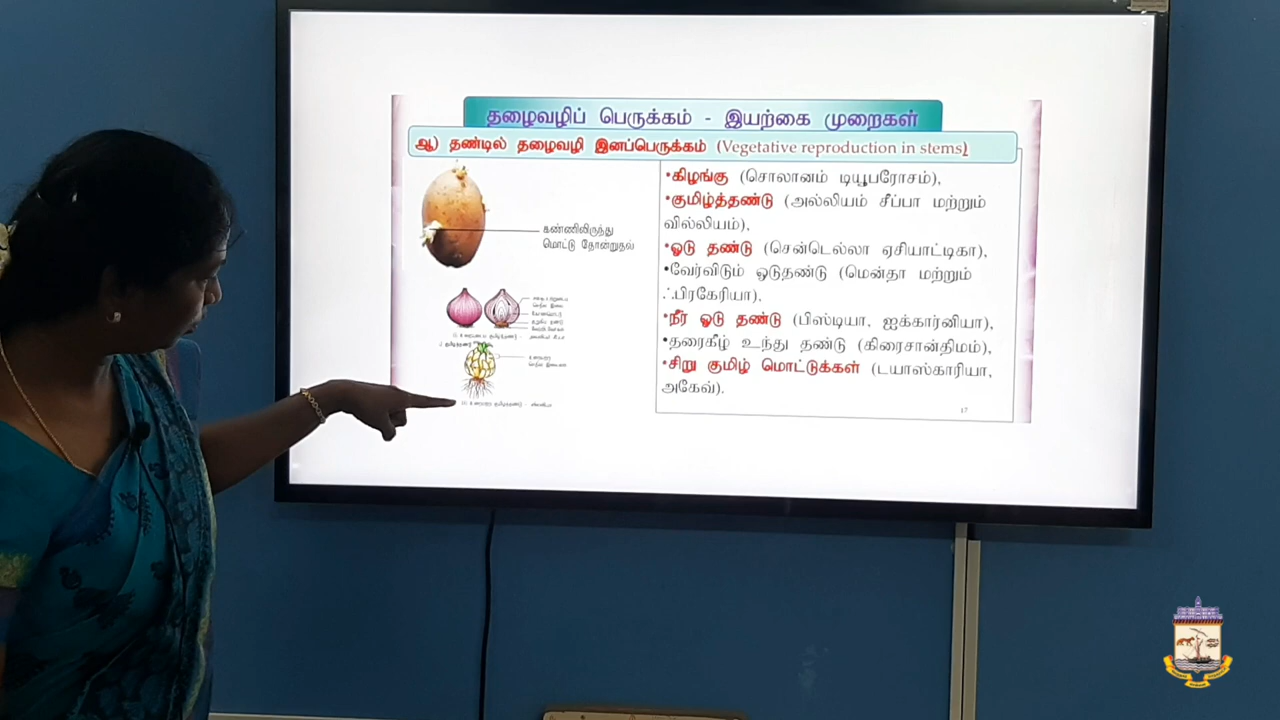 தழைவழிப் பெருக்கம் - இயற்கை முறைகள்
ஆ) தண்டில் தழைவழி இனப்பெருக்கம் (Vegetative reproduction in stems)
கண்ணிலிருந்து
மொட்டு தோன்றுதல்
•கிழங்கு (சொலானம் டியூபரோசம்),
•குமிழ்த்தண்டு (அல்லியம் சீப்பா மற்றும்
வில்லியம்),
•ஓடு தண்டு (சென்டெல்லா ஏசியாட்டிகா),
•வேர்விடும் ஓடுதண்டு (மென்தா மற்றும்
ஃபிரகேரியா),
•நீர் ஓடு தண்டு (பிஸ்டியா, ஐக்கார்னியா),
•தரைகீழ் உந்து தண்டு (கிரைசாந்திமம்),
•சிறு குமிழ் மொட்டுக்கள் (டயாஸ்காரியா,
அகேவ்).
17